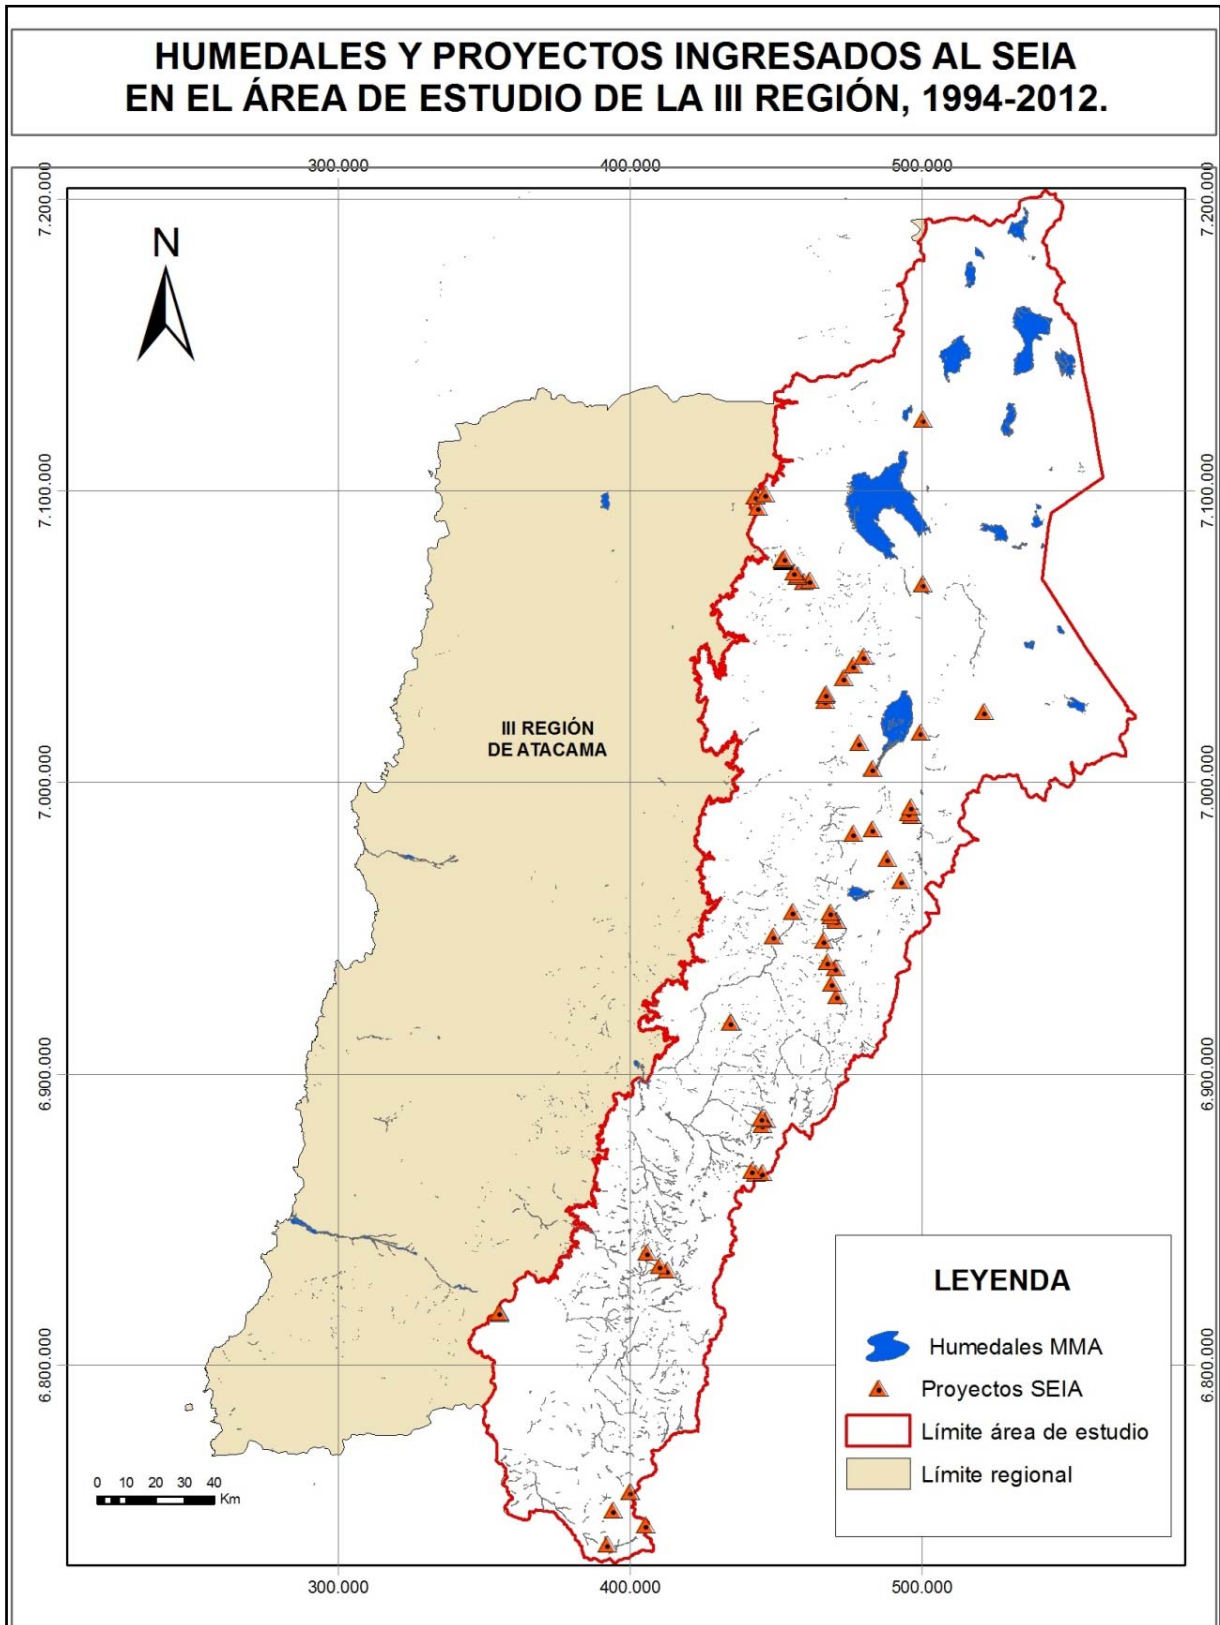 HUMEDALES Y PROYECTOS INGRESADOS AL SEIA
EN EL ÁREA DE ESTUDIO DE LA III REGIÓN, 1994-2012.
300.000 400.000 500.000
7.200.000 7.200.000
N
7.100.000 7.100.000
III REGIÓN
DE ATACAMA
7.000.000 7.000.000
6.900.000 6.900.000
LEYENDA
Humedales MMA
6.800.000 6.800.000
Proyectos SEIA
Límite área de estudio
Límite regional
0 10 20 30 40
Km
300.000 400.000 500.000